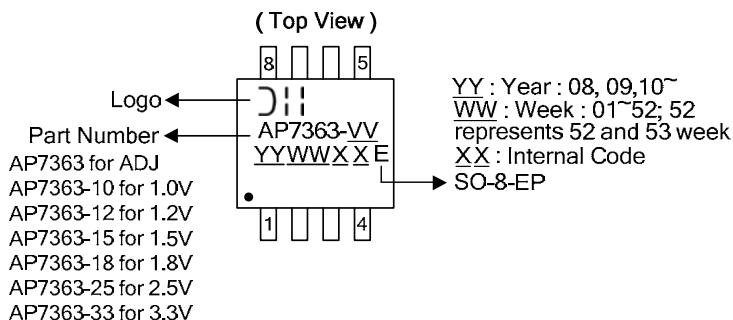 ( Top View )
8 5
Logo
AP7363-VV
YYWWXX E
Part Number
AP7363 for ADJ
AP7363-10 for 1.0V
AP7363-12 for 1.2V
AP7363-15 for 1.5V
AP7363-18 for 1.8V
AP7363-25 for 2.5V
AP7363-33 for 3.3V
1 4
YY : Year : 08, 09,10~
WW : Week : 01~52; 52
represents 52 and 53 week
XX : Internal Code
SO-8-EP